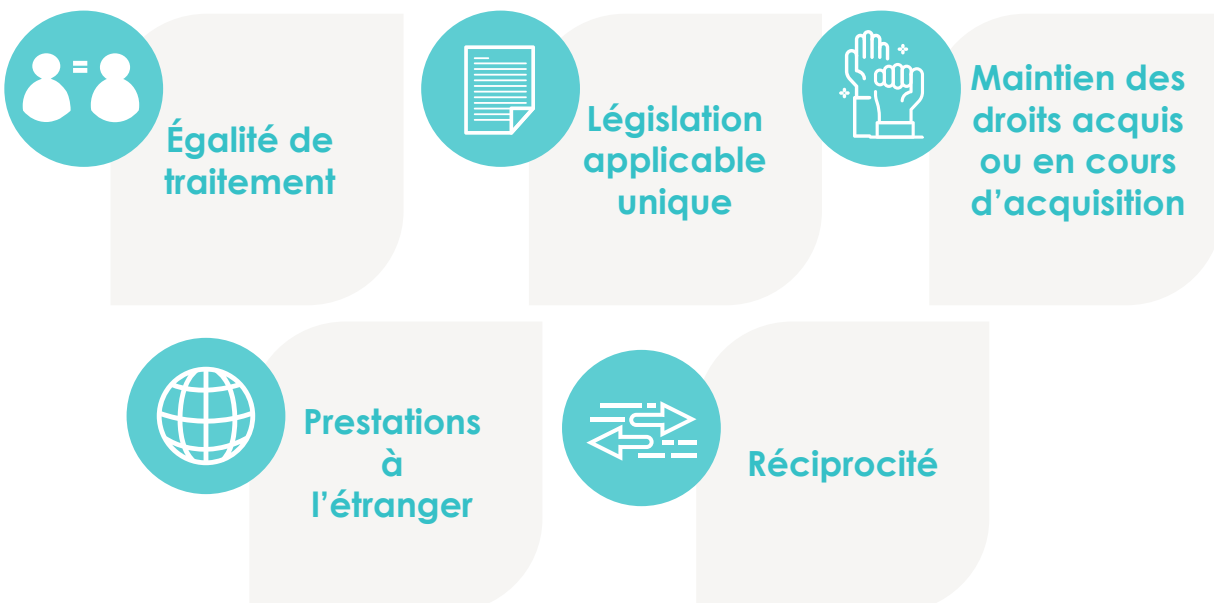 Égalité de
traitement
Législation
applicable
unique
Maintien des
droits acquis
ou en cours
d’acquisition
Prestations
à
l’étranger
Réciprocité